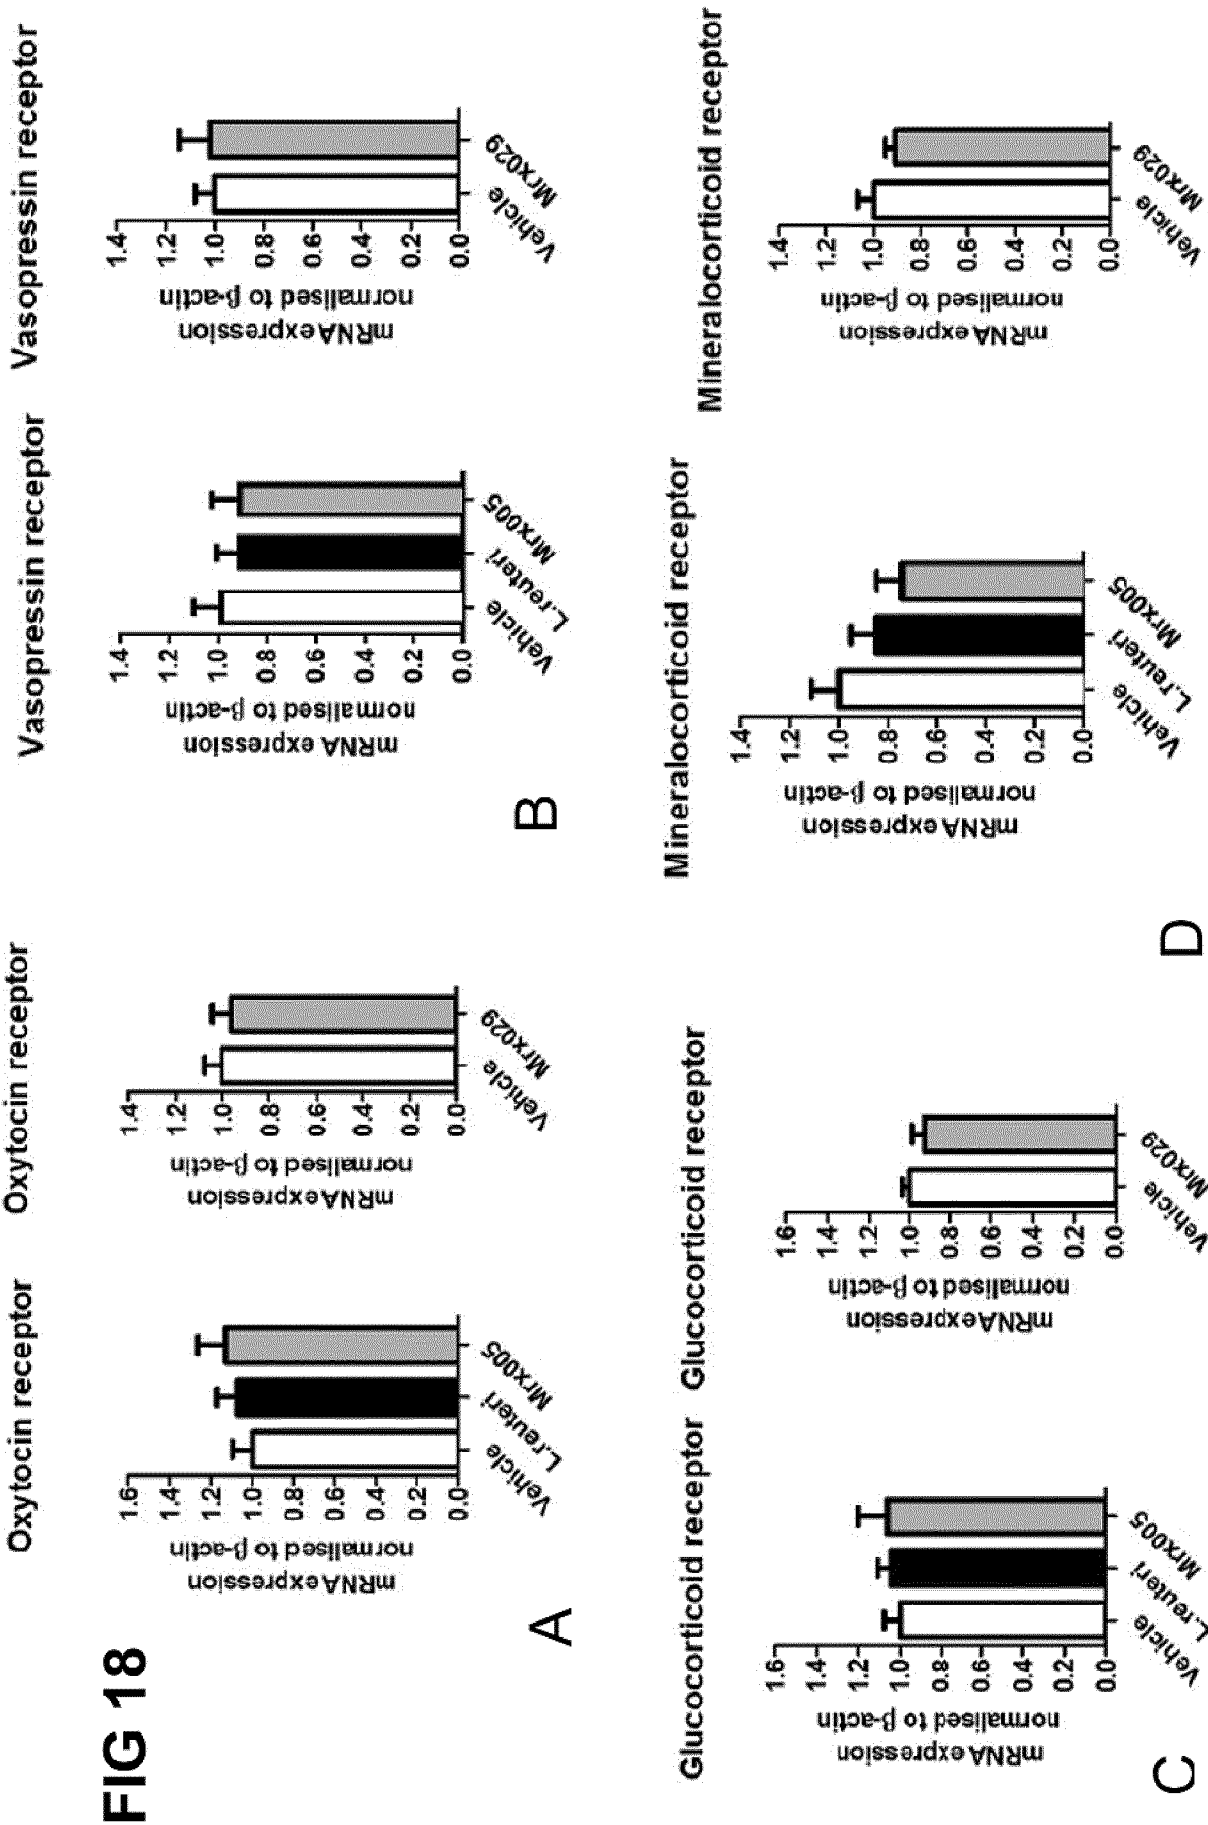 FIG 18
A
Oxytocin receptor
mRNA expression
normalised to β-actin
1.6
1.4
1.2
1.0
0.8
0.6
0.4
0.2
0.0
Vehicle
L.reuteri
Mrx005
Oxytocin receptor
mRNA expression
normalised to β-actin
1.4
1.2
1.0
0.8
0.6
0.4
0.2
0.0
Vehicle
Mrx029
B
Vasopressin receptor
mRNA expression
normalised to β-actin
1.4
1.2
1.0
0.8
0.6
0.4
0.2
0.0
Vehicle
L.reuteri
Mrx005
Vasopressin receptor
mRNA expression
normalised to β-actin
1.4
1.2
1.0
0.8
0.6
0.4
0.2
0.0
Vehicle
Mrx029
C
Glucocorticoid receptor
mRNA expression
normalised to β-actin
1.6
1.4
1.2
1.0
0.8
0.6
0.4
0.2
0.0
Vehicle
L.reuteri
Mrx005
Glucocorticoid receptor
mRNA expression
normalised to β-actin
1.6
1.4
1.2
1.0
0.8
0.6
0.4
0.2
0.0
Vehicle
Mrx029
D
Mineralocorticoid receptor
mRNA expression
normalised to β-actin
1.4
1.2
1.0
0.8
0.6
0.4
0.2
0.0
Vehicle
L.reuteri
Mrx005
Mineralocorticoid receptor
mRNA expression
normalised to β-actin
1.4
1.2
1.0
0.8
0.6
0.4
0.2
0.0
Vehicle
Mrx029